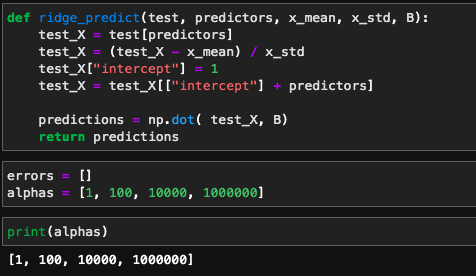 def ridge_predict(test, predictors, x_mean, x_std, B):
    test_X = test[predictors]
    test_X = (test_X - x_mean) / x_std
    test_X["intercept"] = 1
    test_X = test_X[["intercept"] + predictors]
    predictions = np.dot( test_X, B)
    return predictions
errors = []
alphas = [1, 100, 10000, 1000000]
print(alphas)
[1, 100, 10000, 1000000]